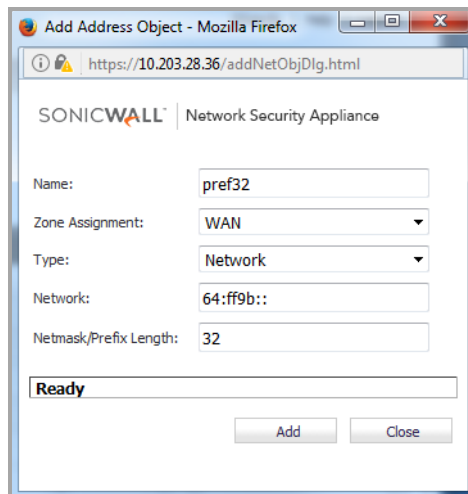 Add Address Object - Mozilla Firefox
https://10.203.28.36/addNetObjDlg.html
SONICWALL Network Security Appliance
Name: pref32
Zone Assignment: WAN
Type: Network
Network: 64:ff9b::
Netmask/Prefix Length: 32
Ready
Add Close